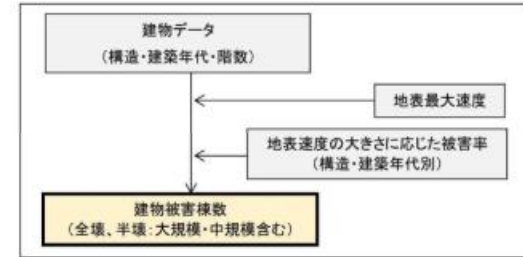 建物データ
（構造・建築年代・階数）
地表最大速度
地表速度の大きさに応じた被害率
（構造・建築年代別）
建物被害棟数
（全壊、半壊：大規模・中規模含む）